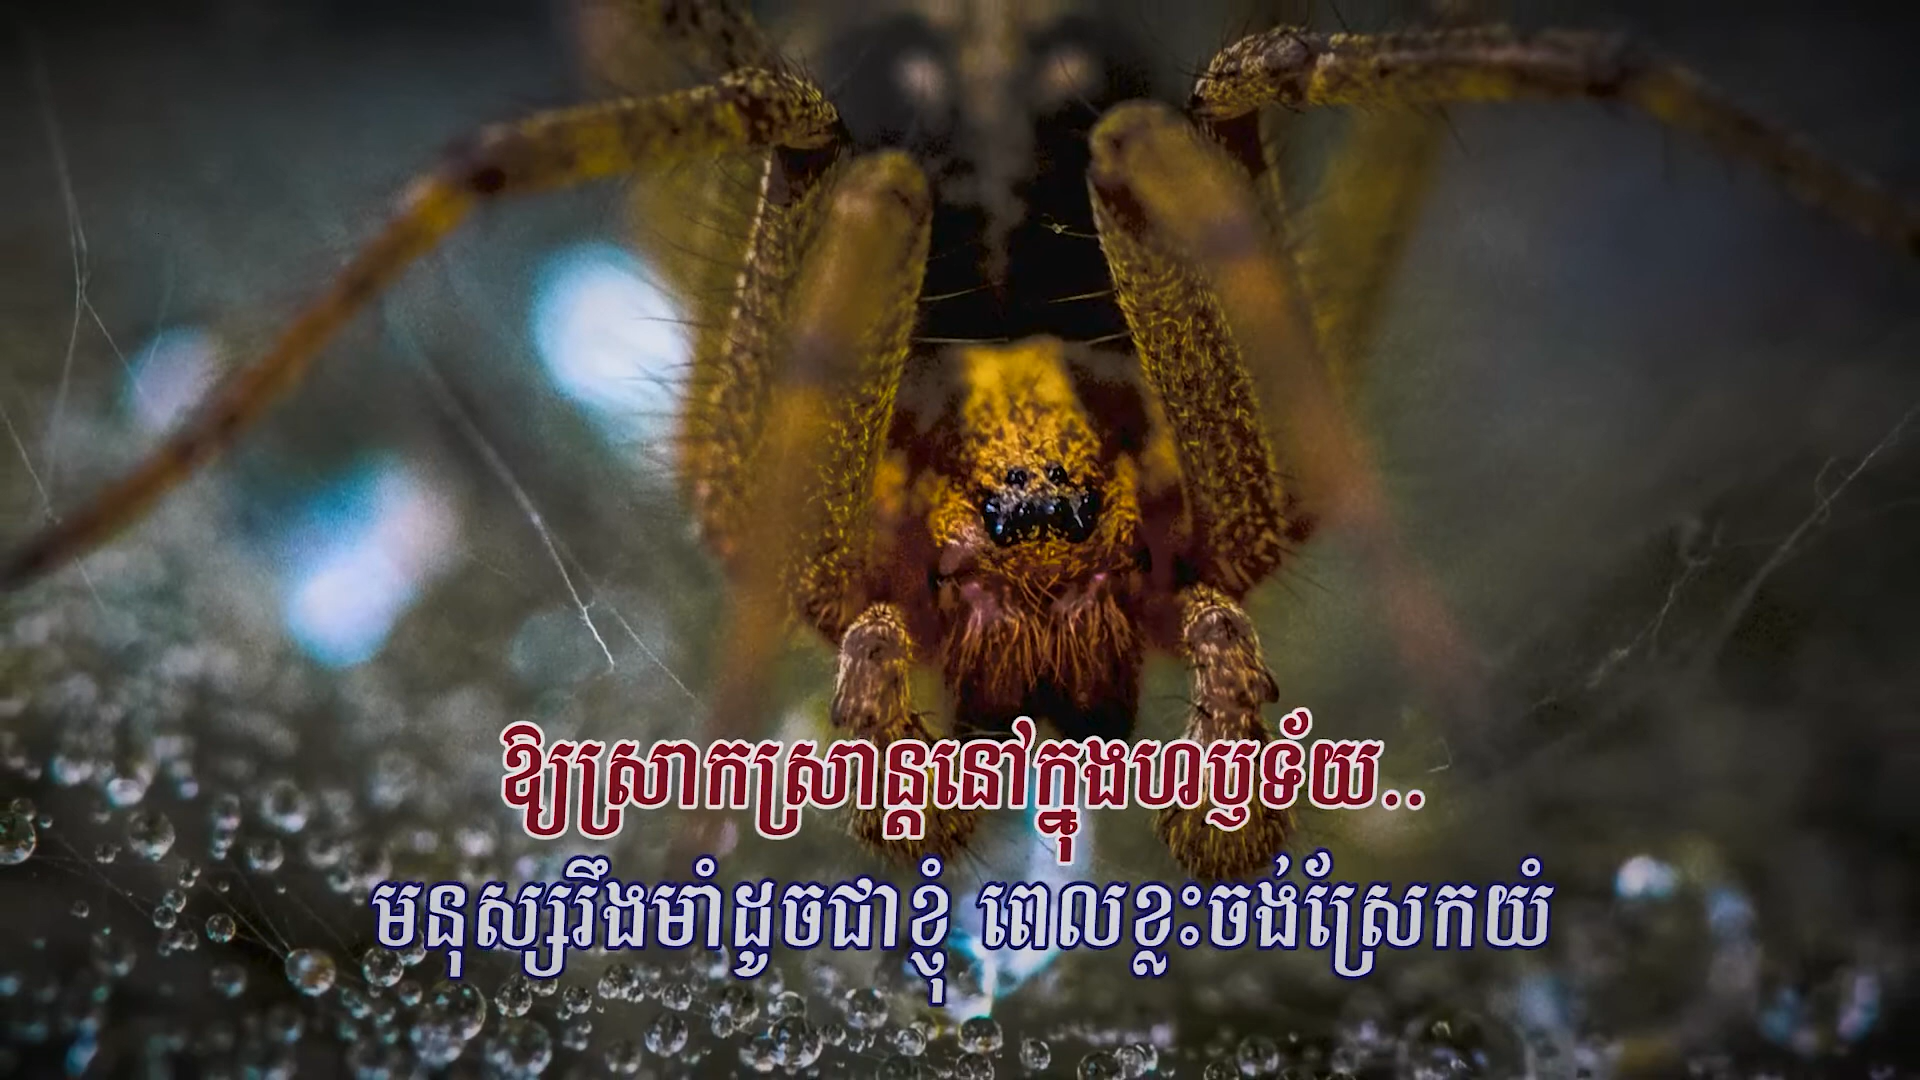 ឱ្យស្រាកស្រាន្តនៅក្នុងហឫទ័យ..
មនុស្សរឹងមាំដូចជាខ្ញុំ ពេលខ្លះចង់ស្រែកយំ